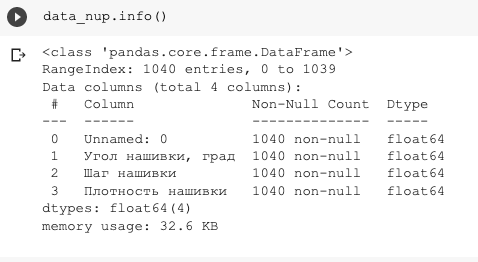 data_nup.info()
<class 'pandas.core.frame.DataFrame'>
RangeIndex: 1040 entries, 0 to 1039
Data columns (total 4 columns):
 #   Column              Non-Null Count  Dtype
---  ------              --------------  -----
 0   Unnamed: 0          1040 non-null   float64
 1   Угол нашивки, град  1040 non-null   float64
 2   Шаг нашивки         1040 non-null   float64
 3   Плотность нашивки   1040 non-null   float64
dtypes: float64(4)
memory usage: 32.6 KB